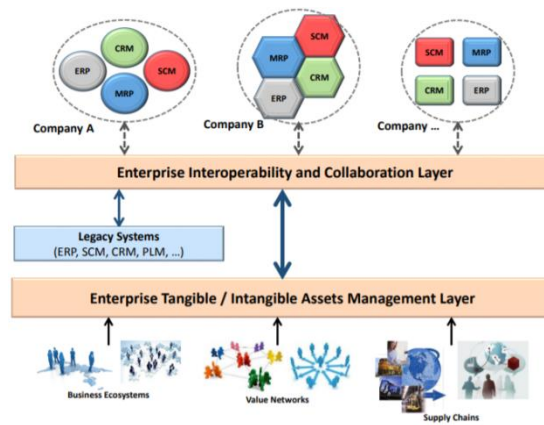 CRM
ERP
SCM
MRP
Company A
SCM
MRP
CRM
ERP
Company B
SCM
MRP
CRM
ERP
Company …
Enterprise Interoperability and Collaboration Layer
Legacy Systems
(ERP, SCM, CRM, PLM, …)
Enterprise Tangible / Intangible Assets Management Layer
Business Ecosystems
Value Networks
Supply Chains